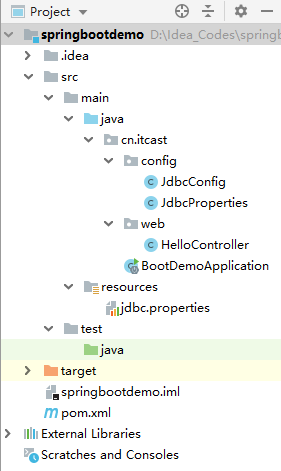 Project
springbootdemo D:\Idea_Codes\spring
.idea
src
main
java
cn.itcast
config
JdbcConfig
JdbcProperties
web
HelloController
BootDemoApplication
resources
jdbc.properties
test
java
target
springbootdemo.iml
pom.xml
External Libraries
Scratches and Consoles